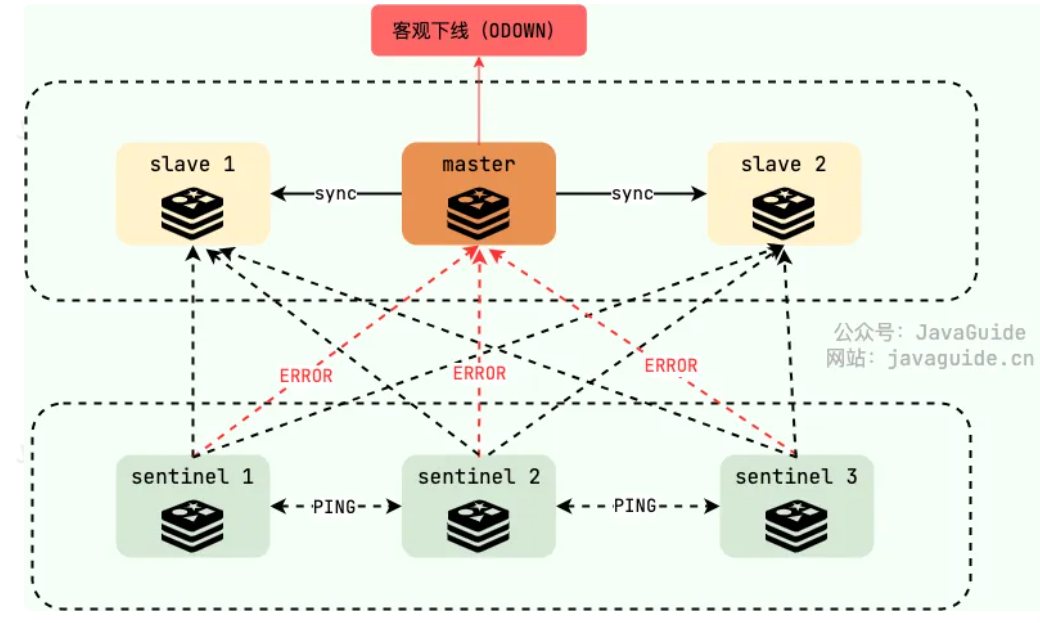 客观下线（ODOWN）
slave 1
master
slave 2
sync
sync
公众号：JavaGuide
网站：javaguide.cn
ERROR
ERROR
ERROR
sentinel 1
sentinel 2
sentinel 3
PING
PING